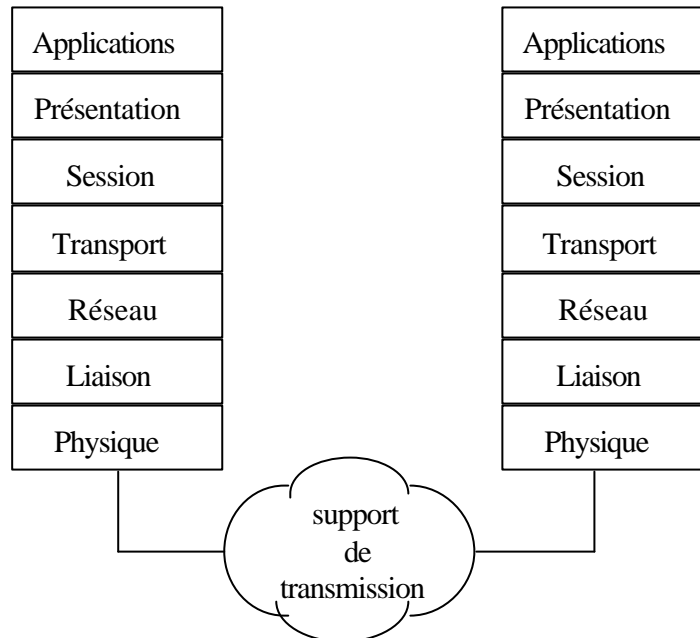 Applications
Présentation
Session
Transport
Réseau
Liaison
Physique
Applications
Présentation
Session
Transport
Réseau
Liaison
Physique
support
de
transmission